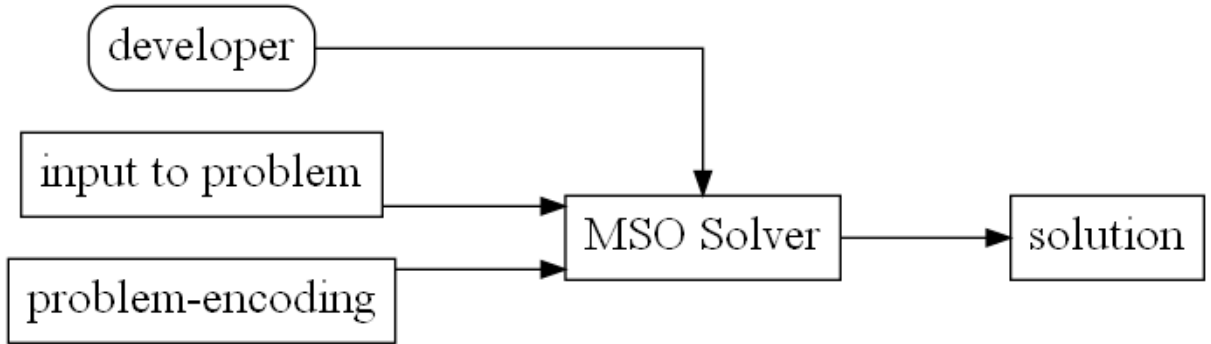 developer
input to problem
MSO Solver
solution
problem-encoding